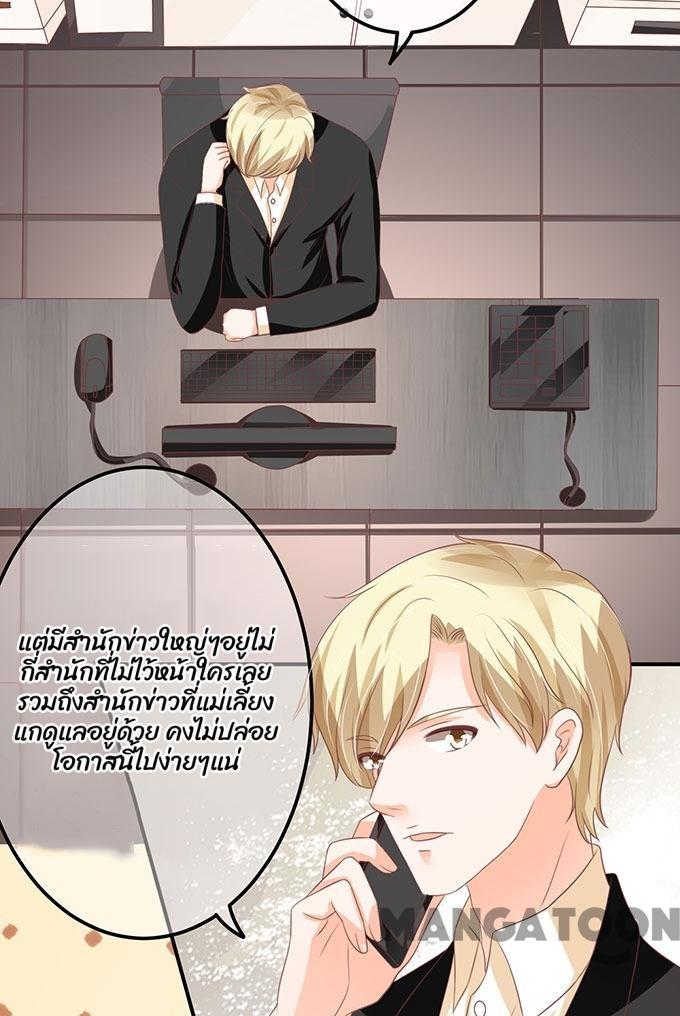 แต่มีสำนักข่าวใหญ่ๆอยู่ไม่
กี่สำนักที่ไม่ไว้หน้าใครเลย
รวมถึงสำนักข่าวที่แม่เลี้ยง
แกดูแลอยู่ด้วย คงไม่ปล่อย
โอกาสนี้ไปง่ายๆแน่
MANGATOON